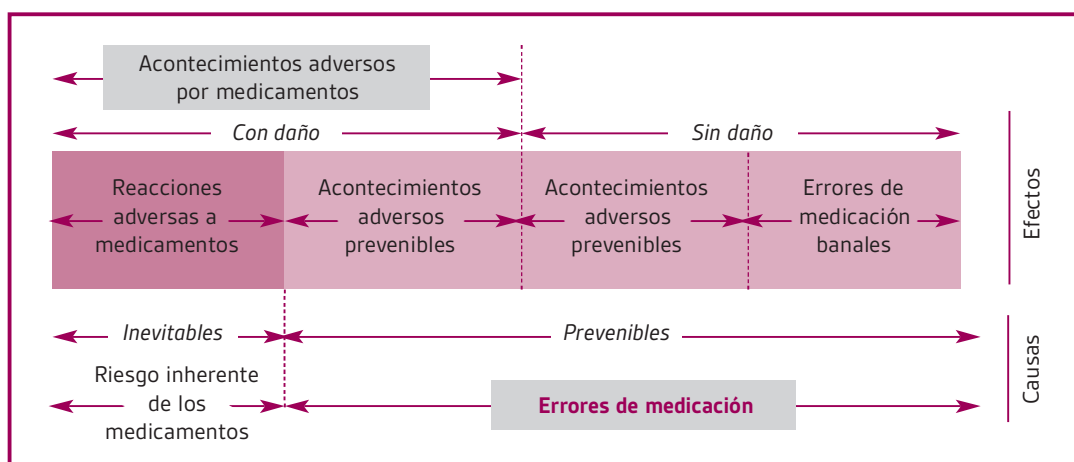 Acontecimientos adversos
por medicamentos
Con daño
Sin daño
Reacciones
adversas a
medicamentos
Acontecimientos
adversos
prevenibles
Acontecimientos
adversos
prevenibles
Errores de
medicación
banales
Efectos
Inevitables
Prevenibles
Riesgo inherente
de los
medicamentos
Errores de medicación
Causas